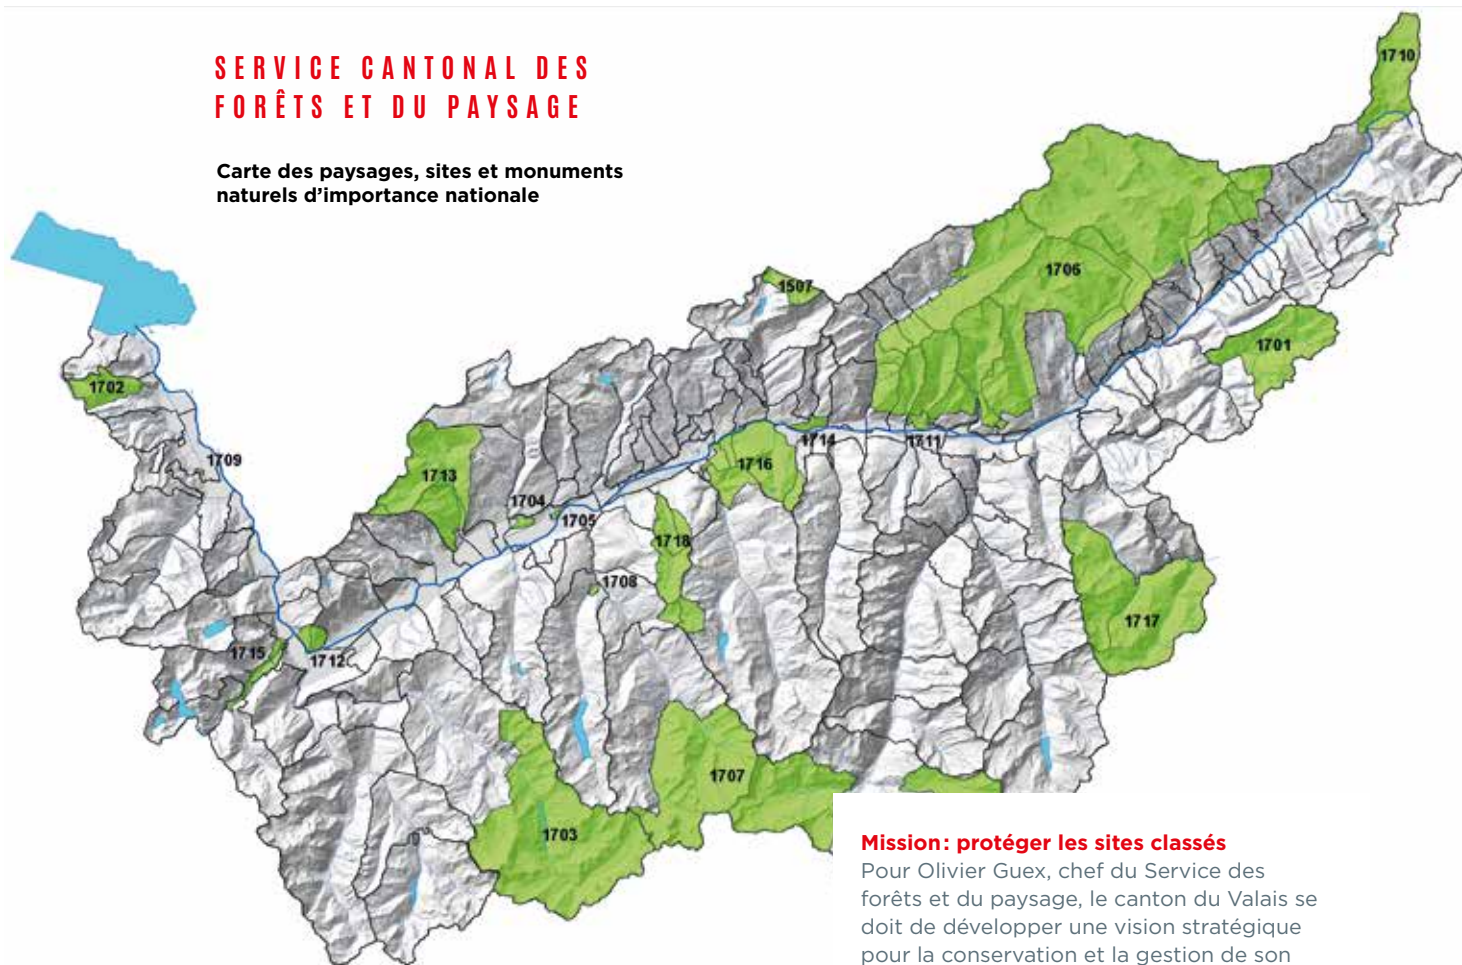 SERVICE CANTONAL DES
FORÊTS ET DU PAYSAGE
Carte des paysages, sites et monuments
naturels d'importance nationale
1710
1706
1507
1701
1702
1709
1713
1714
1711
1716
1704
1705
1718
1708
1717
1715
1712
1707
1703
Mission: protéger les sites classés
Pour Olivier Guex, chef du Service des
forêts et du paysage, le canton du Valais se
doit de développer une vision stratégique
pour la conservation et la gestion de son